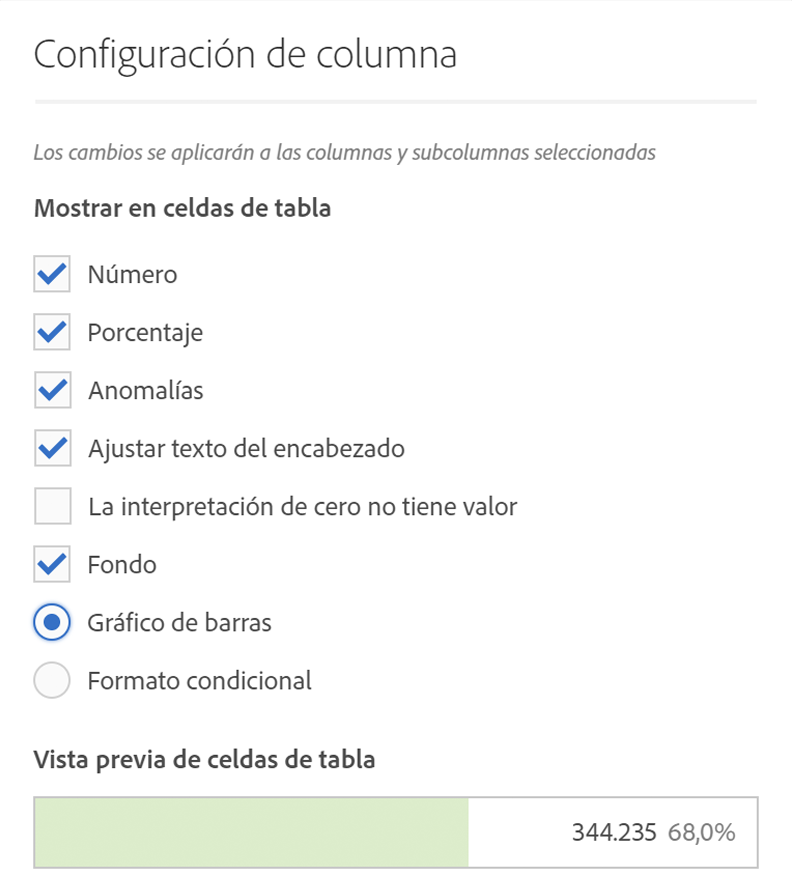 Configuración de columna
Los cambios se aplicarán a las columnas y subcolumnas seleccionadas
Mostrar en celdas de tabla
Número
Porcentaje
Anomalías
Ajustar texto del encabezado
La interpretación de cero no tiene valor
Fondo
Gráfico de barras
Formato condicional
Vista previa de celdas de tabla
344.235 68,0%